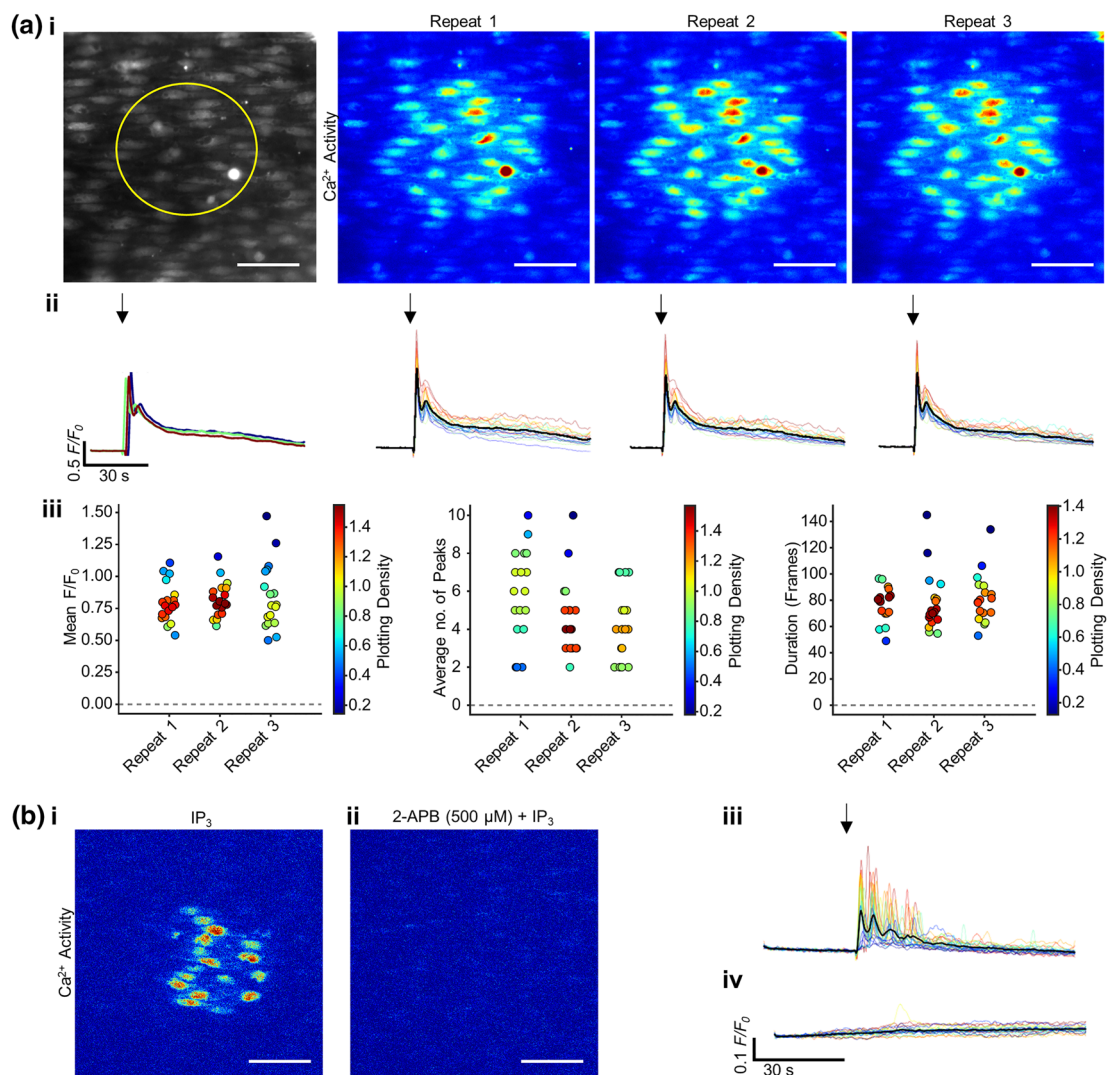 (a) i
Repeat 1
Repeat 2
Repeat 3
Ca²⁺ Activity
ii
0.5 F/F₀
30 s
iii
Mean F/F₀
1.50
1.25
1.00
0.75
0.50
0.25
0.00
Repeat 1
Repeat 2
Repeat 3
1.4
1.2
1.0
0.8
0.6
0.4
0.2
Plotting Density
Average no. of Peaks
10
8
6
4
2
0
Repeat 1
Repeat 2
Repeat 3
1.4
1.2
1.0
0.8
0.6
0.4
0.2
Plotting Density
Duration (Frames)
140
120
100
80
60
40
20
0
Repeat 1
Repeat 2
Repeat 3
1.4
1.2
1.0
0.8
0.6
0.4
0.2
Plotting Density
(b) i
IP₃
Ca²⁺ Activity
ii
2-APB (500 µM) + IP₃
iii
iv
0.1 F/F₀
30 s